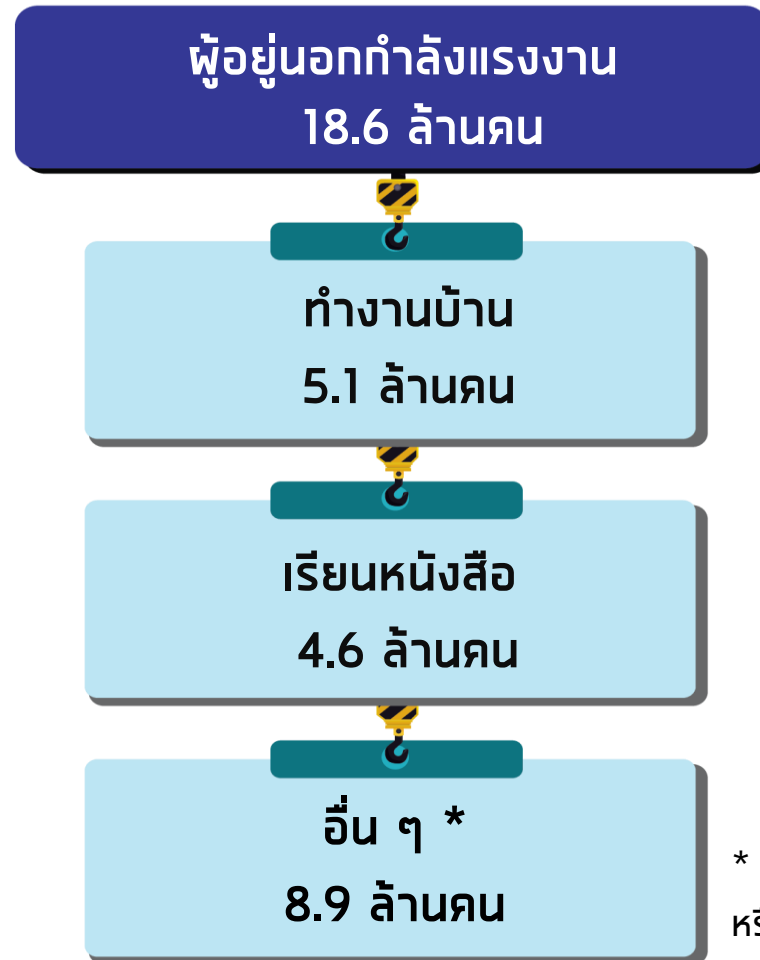 ผู้อยู่นอกกำลังแรงงาน
18.6 ล้านคน
ทำงานบ้าน
5.1 ล้านคน
เรียนหนังสือ
4.6 ล้านคน
อื่น ๆ *
8.9 ล้านคน
*